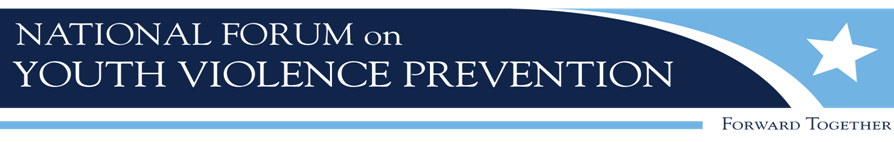 NATIONAL FORUM on
YOUTH VIOLENCE PREVENTION
FORWARD TOGETHER